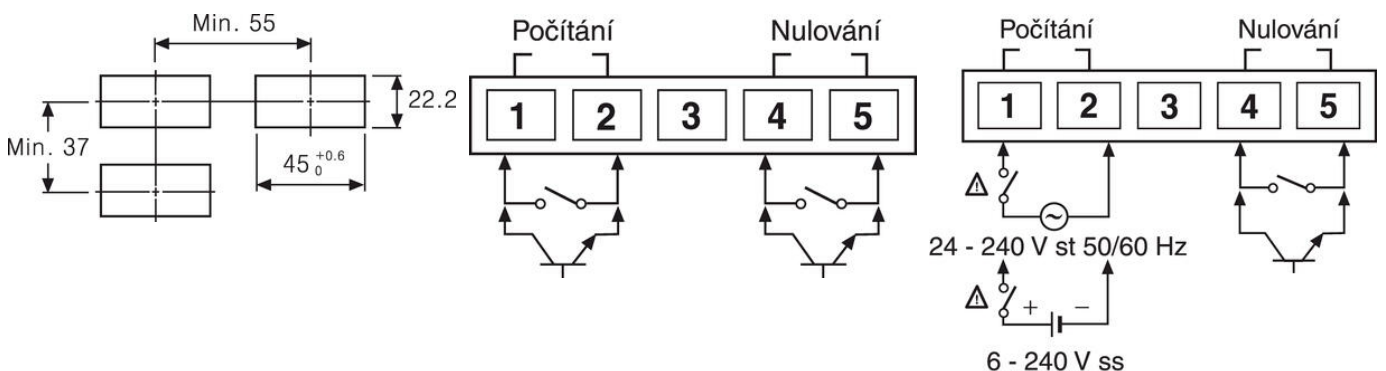 Min. 55
22.2
Min. 37
45 +0.6 0
Počítání Nulování
1 2 3 4 5
Počítání Nulování
1 2 3 4 5
24 - 240 V st 50/60 Hz
+ −
6 - 240 V ss